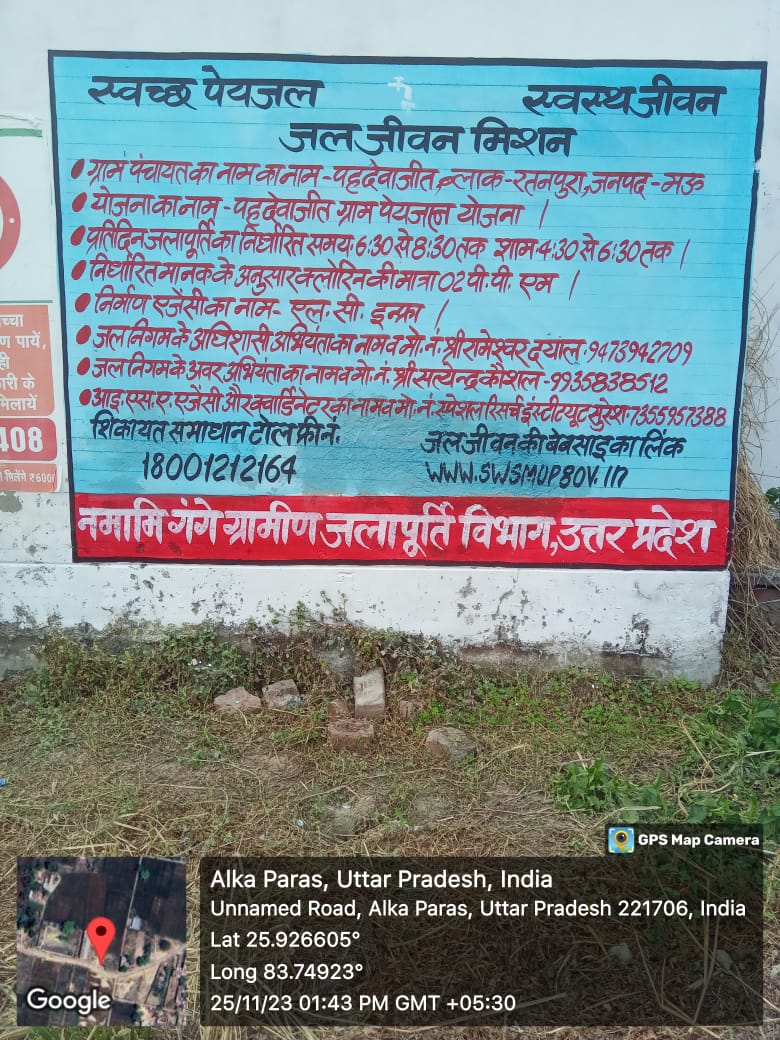 स्वच्छ पेयजल
स्वस्थ जीवन
जल जीवन मिशन
• ग्राम पंचायत का नाम का नाम - पहदेवाजीत, ब्लाक - रतनपुरा, जनपद - मऊ
• योजना का नाम - पहदेवाजीत ग्राम पेयजल योजना |
• प्रतिदिन जलापूर्ति का निर्धारित समय 6:30 से 8:30 तक शाम 4:30 से 6:30 तक |
• निर्धारित मानक के अनुसार क्लोरिन की मात्रा 02 पी. पी. एम |
• निर्माण एजेंसी का नाम - एल. सी. इन्फ्रा |
• जल निगम के अधिशासी अभियंता का नाम व मो. नं. श्री रामेश्वर दयाल - 9473942709
• जल निगम के अवर अभियंता का नाम व मो. नं. श्री सत्येन्द्र कौशल - 9935838512
• आइ. एस. ए. एजेंसी और क्वार्डिनेटर का नाम व मो. नं. स्पेशल रिसर्च इंस्टीयूट सुरेश - 7355957388
शिकायत समाधान टोल फ्री नं.
18001212164
जल जीवन की बेबसाइ का लिंक
WWW.SWSMUP80V.in
नमामि गंगे ग्रामीण जलापूर्ति विभाग, उत्तर प्रदेश
च्चा
ण पायें,
ही
कारी के
मिलायें
408
मिलेंगे ₹600/
GPS Map Camera
Alka Paras, Uttar Pradesh, India
Unnamed Road, Alka Paras, Uttar Pradesh 221706, India
Lat 25.926605°
Long 83.74923°
25/11/23 01:43 PM GMT +05:30
Google